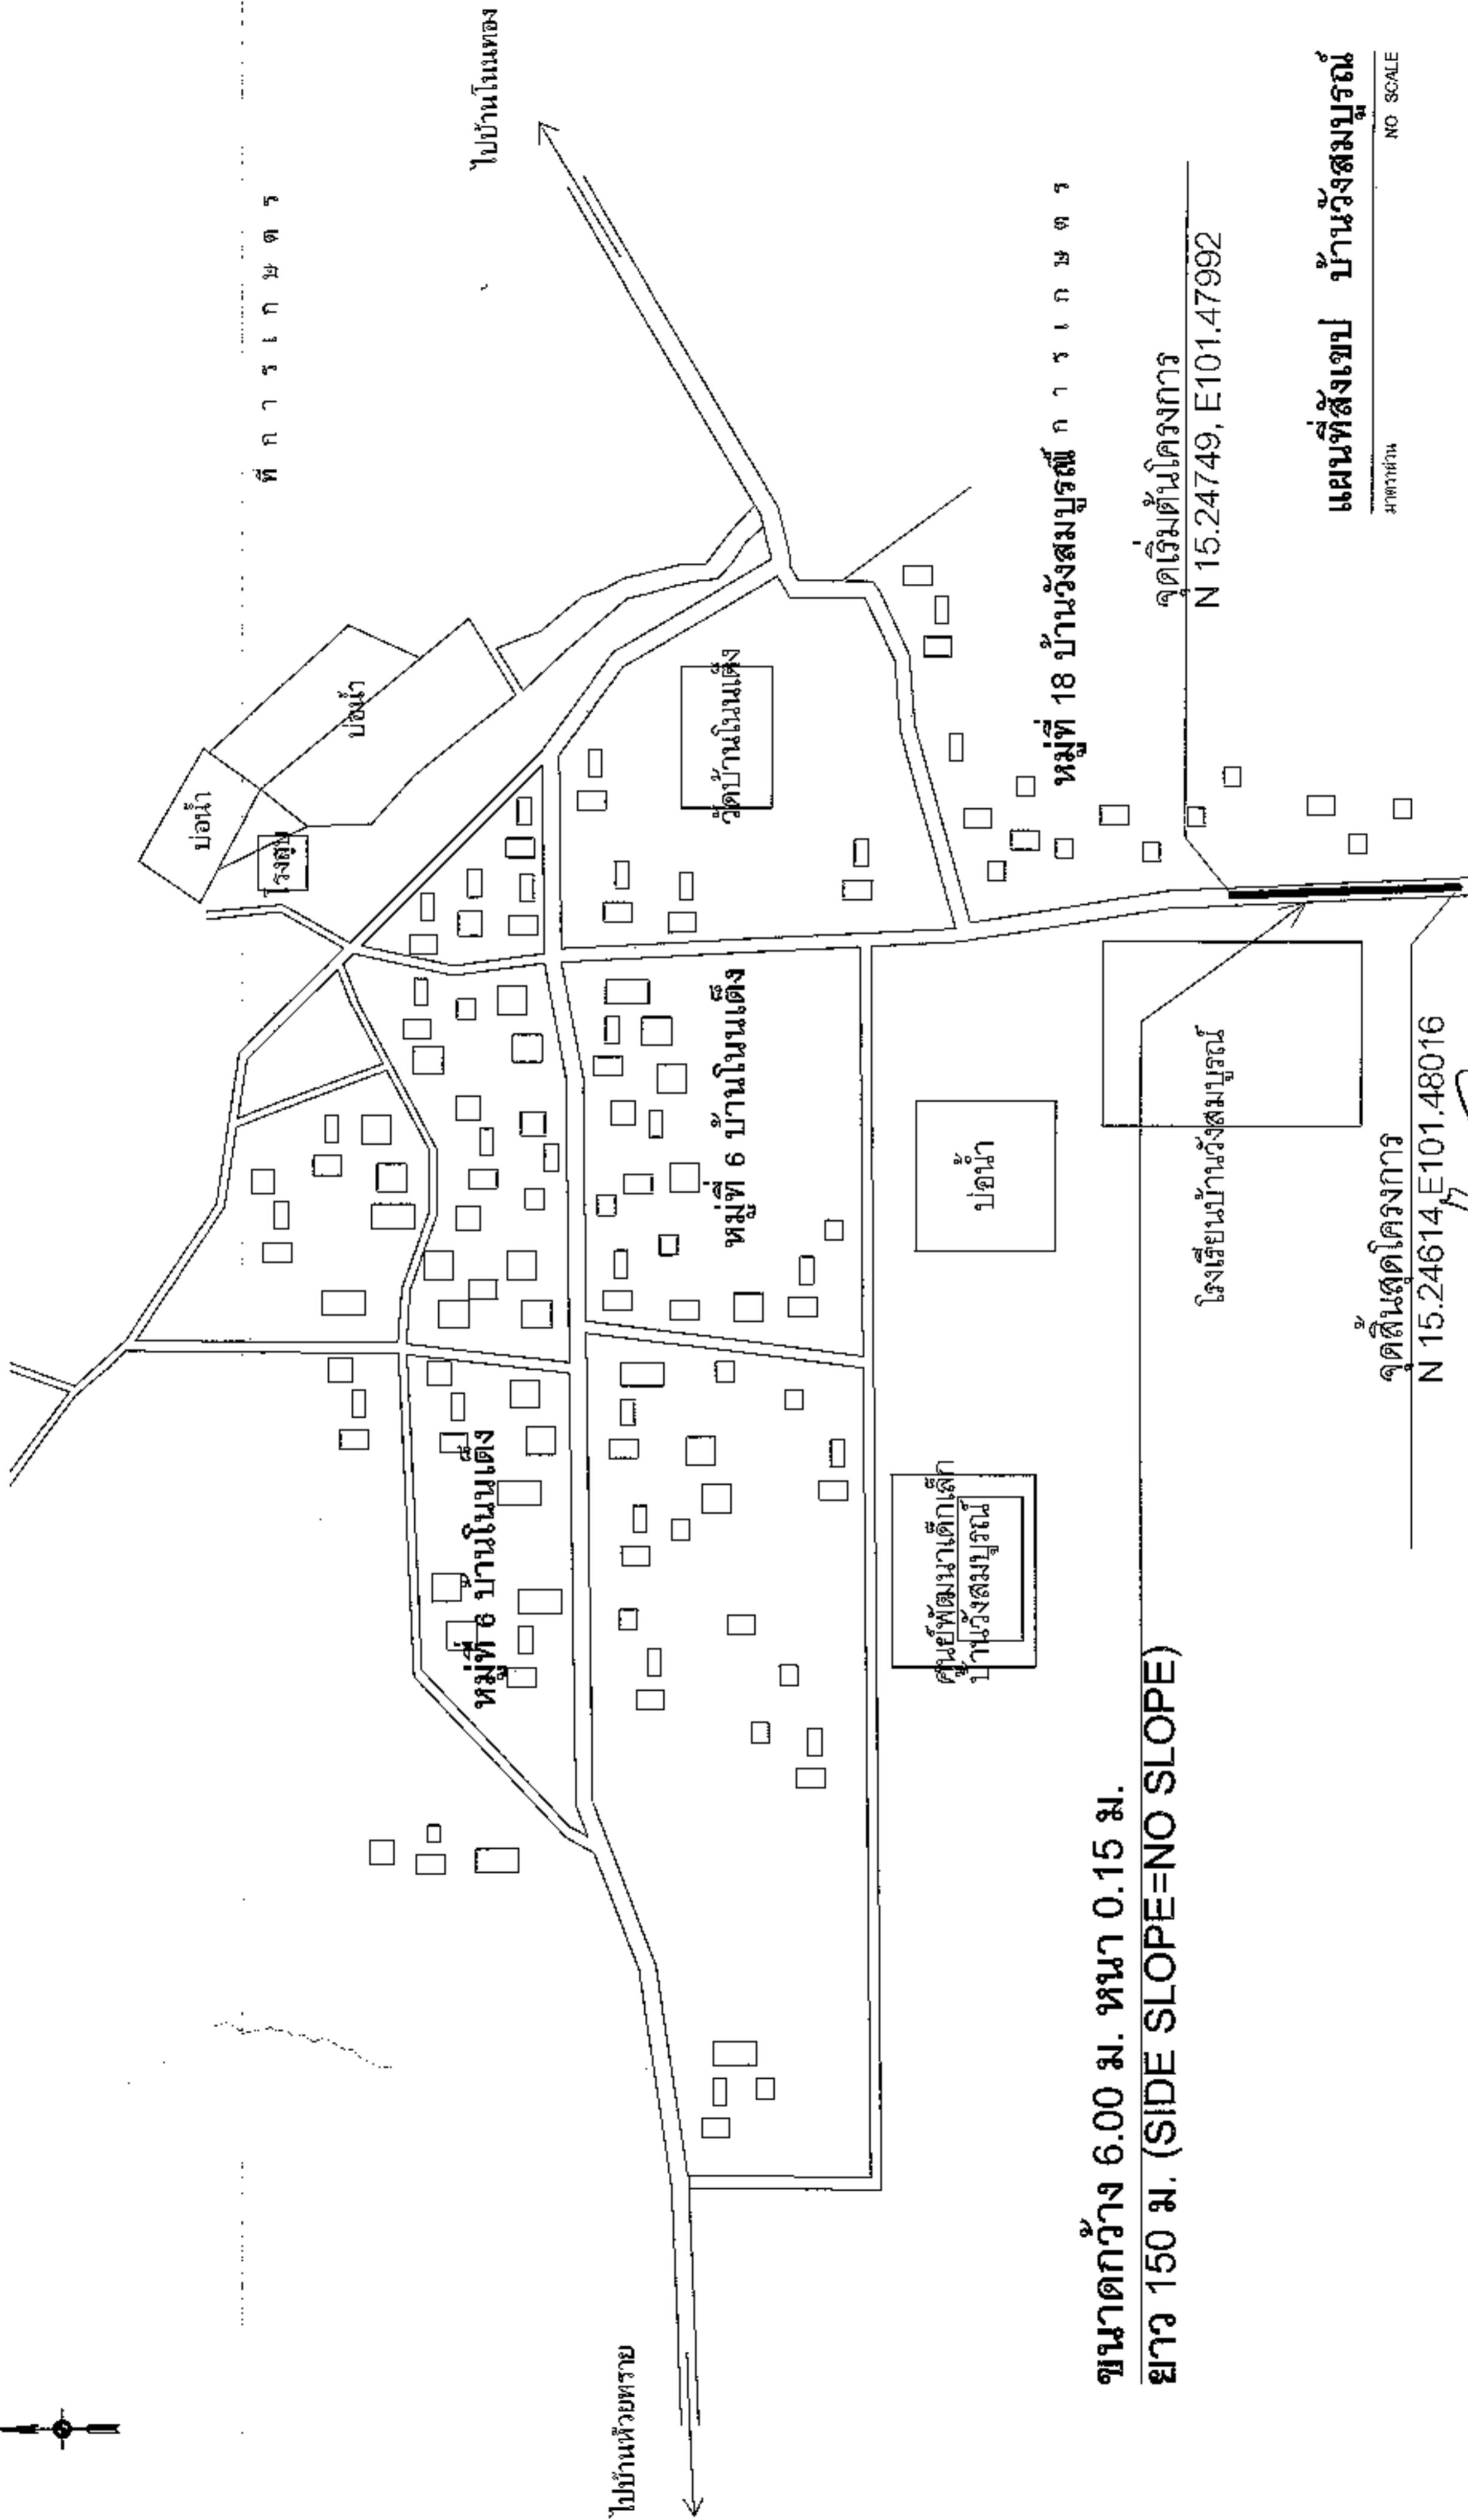 ไปบ้านโนนทอง
ที่ ก า ร เ ก ษ ต ร
บ่อน้ำ
บ่อน้ำ
โรงสูบ
วัดบ้านโนนเต็ง
หมู่ที่ 6 บ้านโนนเต็ง
หมู่ที่ 6 บ้านโนนเต็ง
หมู่ที่ 18 บ้านวังสมบูรณ์
ก า ร เ ก ษ ต ร
บ่อน้ำ
ศูนย์พัฒนาเด็กเล็ก
บ้านวังสมบูรณ์
โรงเรียนบ้านวังสมบูรณ์
ไปบ้านห้วยทราย
จุดเริ่มต้นโครงการ
N 15.24749, E101.47992
จุดสิ้นสุดโครงการ
N 15.24614,E101.48016
ขนาดกว้าง 6.00 ม. หนา 0.15 ม.
ยาว 150 ม. (SIDE SLOPE=NO SLOPE)
แผนที่สังเขป บ้านวังสมบูรณ์
มาตราส่วน NO SCALE